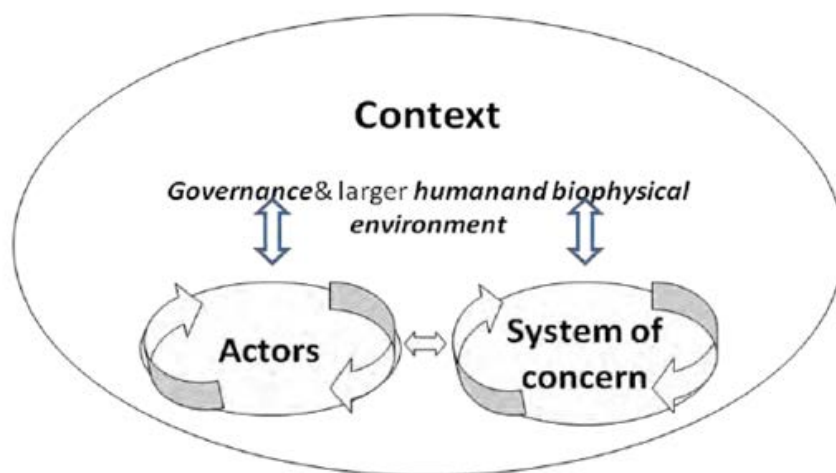 Context
Governance& larger humanand biophysical
environment
Actors
System of
concern